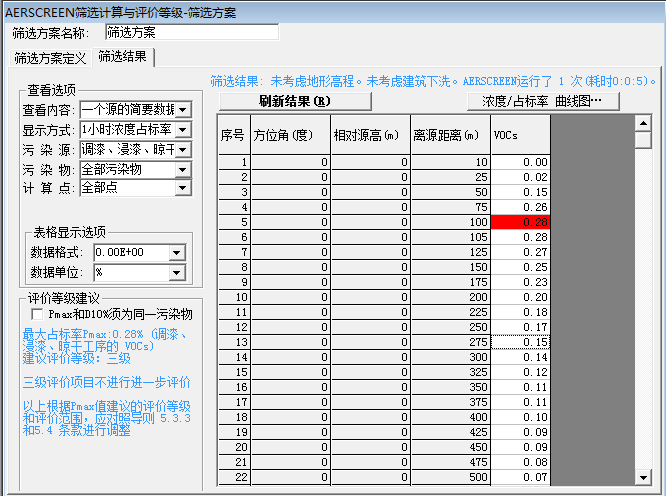 AERSCREEN筛选计算与评价等级-筛选方案
筛选方案名称: 筛选方案
筛选方案定义 筛选结果
筛选结果: 未考虑地形高程。未考虑建筑下洗。AERSCREEN运行了 1 次(耗时0:0:5)。
刷新结果(R) 浓度/占标率 曲线图…
查看选项
查看内容: 一个源的简要数据
显示方式: 1小时浓度占标率
污 染 源: 调漆、浸漆、晾干
污 染 物: 全部污染物
计 算 点: 全部点
表格显示选项
数据格式: 0.00E+00
数据单位: %
评价等级建议
Pmax和D10%须为同一污染物
最大占标率Pmax:0.28% (调漆、
浸漆、晾干工序的 VOCs)
建议评价等级: 三级
三级评价项目不进行进一步评价
以上根据Pmax值建议的评价等级
和评价范围,应对照导则 5.3.3
和5.4 条款进行调整
序号 方位角(度) 相对源高(m) 离源距离(m) VOCs
1 0 0 10 0.00
2 0 0 25 0.02
3 0 0 50 0.15
4 0 0 75 0.26
5 0 0 100 0.28
6 0 0 105 0.28
7 0 0 125 0.27
8 0 0 150 0.25
9 0 0 175 0.23
10 0 0 200 0.20
11 0 0 225 0.18
12 0 0 250 0.17
13 0 0 275 0.15
14 0 0 300 0.14
15 0 0 325 0.12
16 0 0 350 0.11
17 0 0 375 0.11
18 0 0 400 0.10
19 0 0 425 0.09
20 0 0 450 0.09
21 0 0 475 0.08
22 0 0 500 0.07